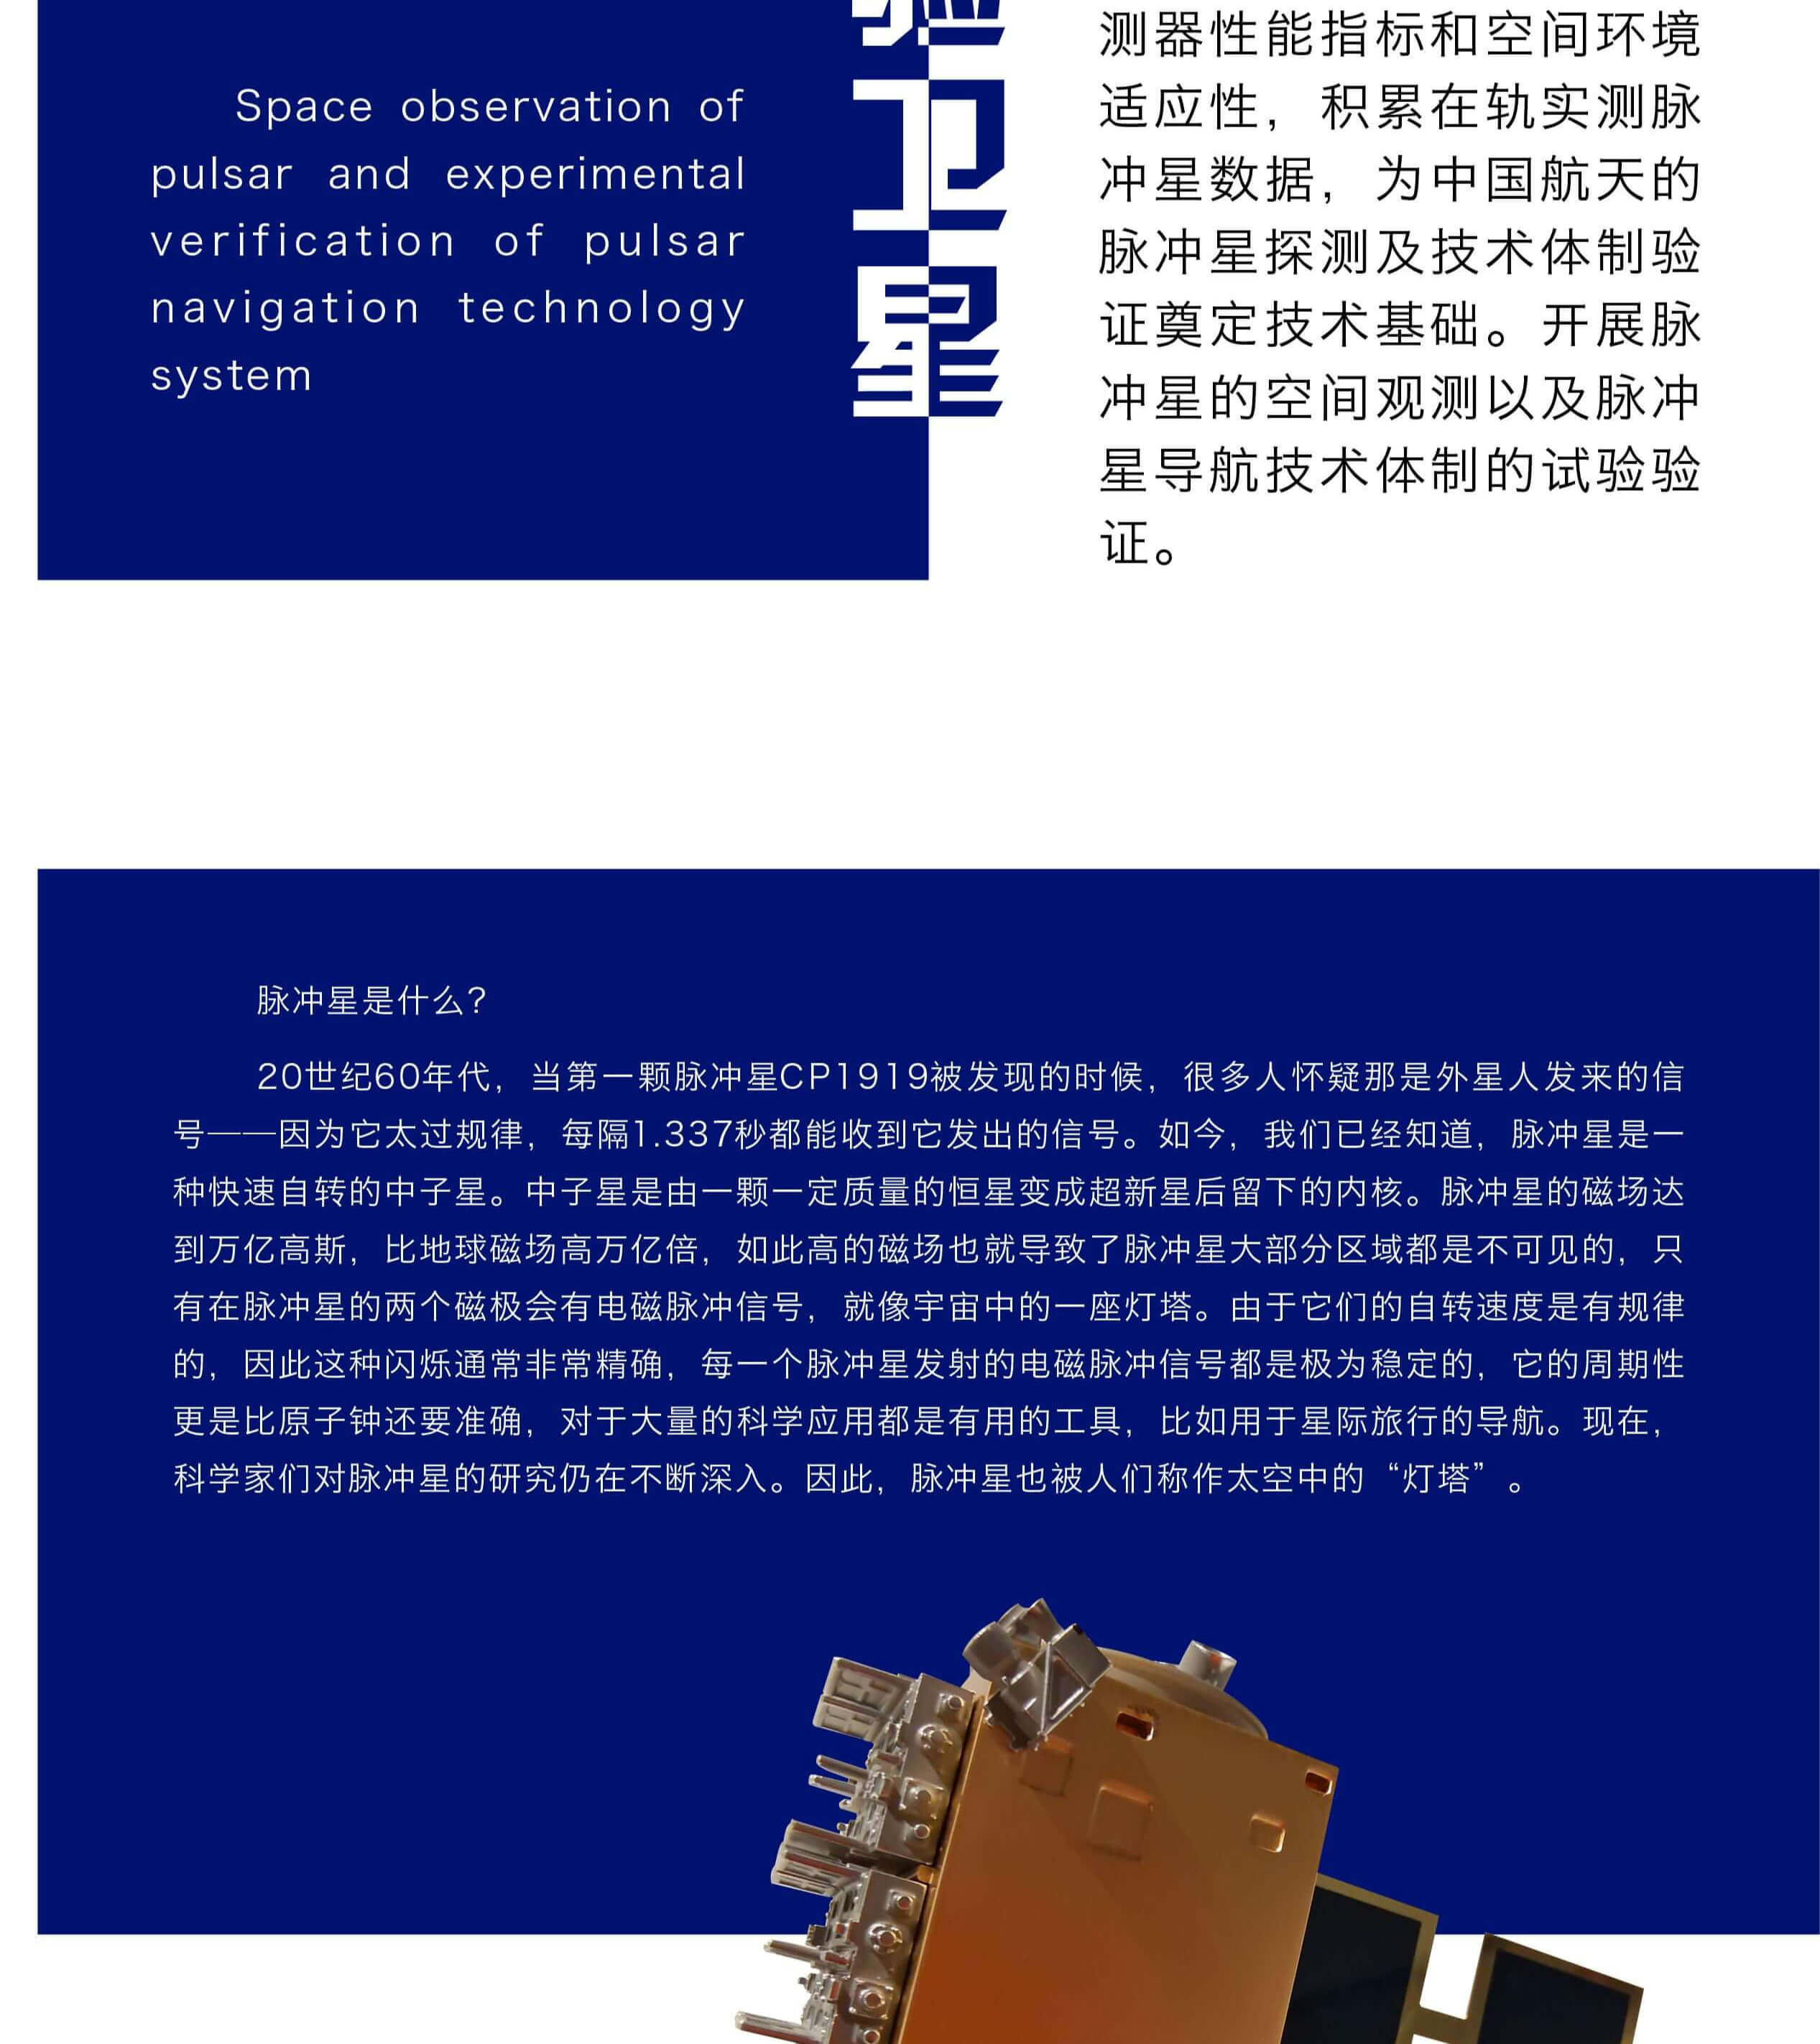 Space observation of
pulsar and experimental
verification of pulsar
navigation technology
system
卫
星
测器性能指标和空间环境
适应性，积累在轨实测脉
冲星数据，为中国航天的
脉冲星探测及技术体制验
证奠定技术基础。开展脉
冲星的空间观测以及脉冲
星导航技术体制的试验验
证。
脉冲星是什么？
20世纪60年代，当第一颗脉冲星CP1919被发现的时候，很多人怀疑那是外星人发来的信
号——因为它太过规律，每隔1.337秒都能收到它发出的信号。如今，我们已经知道，脉冲星是一
种快速自转的中子星。中子星是由一颗一定质量的恒星变成超新星后留下的内核。脉冲星的磁场达
到万亿高斯，比地球磁场高万亿倍，如此高的磁场也就导致了脉冲星大部分区域都是不可见的，只
有在脉冲星的两个磁极会有电磁脉冲信号，就像宇宙中的一座灯塔。由于它们的自转速度是有规律
的，因此这种闪烁通常非常精确，每一个脉冲星发射的电磁脉冲信号都是极为稳定的，它的周期性
更是比原子钟还要准确，对于大量的科学应用都是有用的工具，比如用于星际旅行的导航。现在，
科学家们对脉冲星的研究仍在不断深入。因此，脉冲星也被人们称作太空中的“灯塔”。